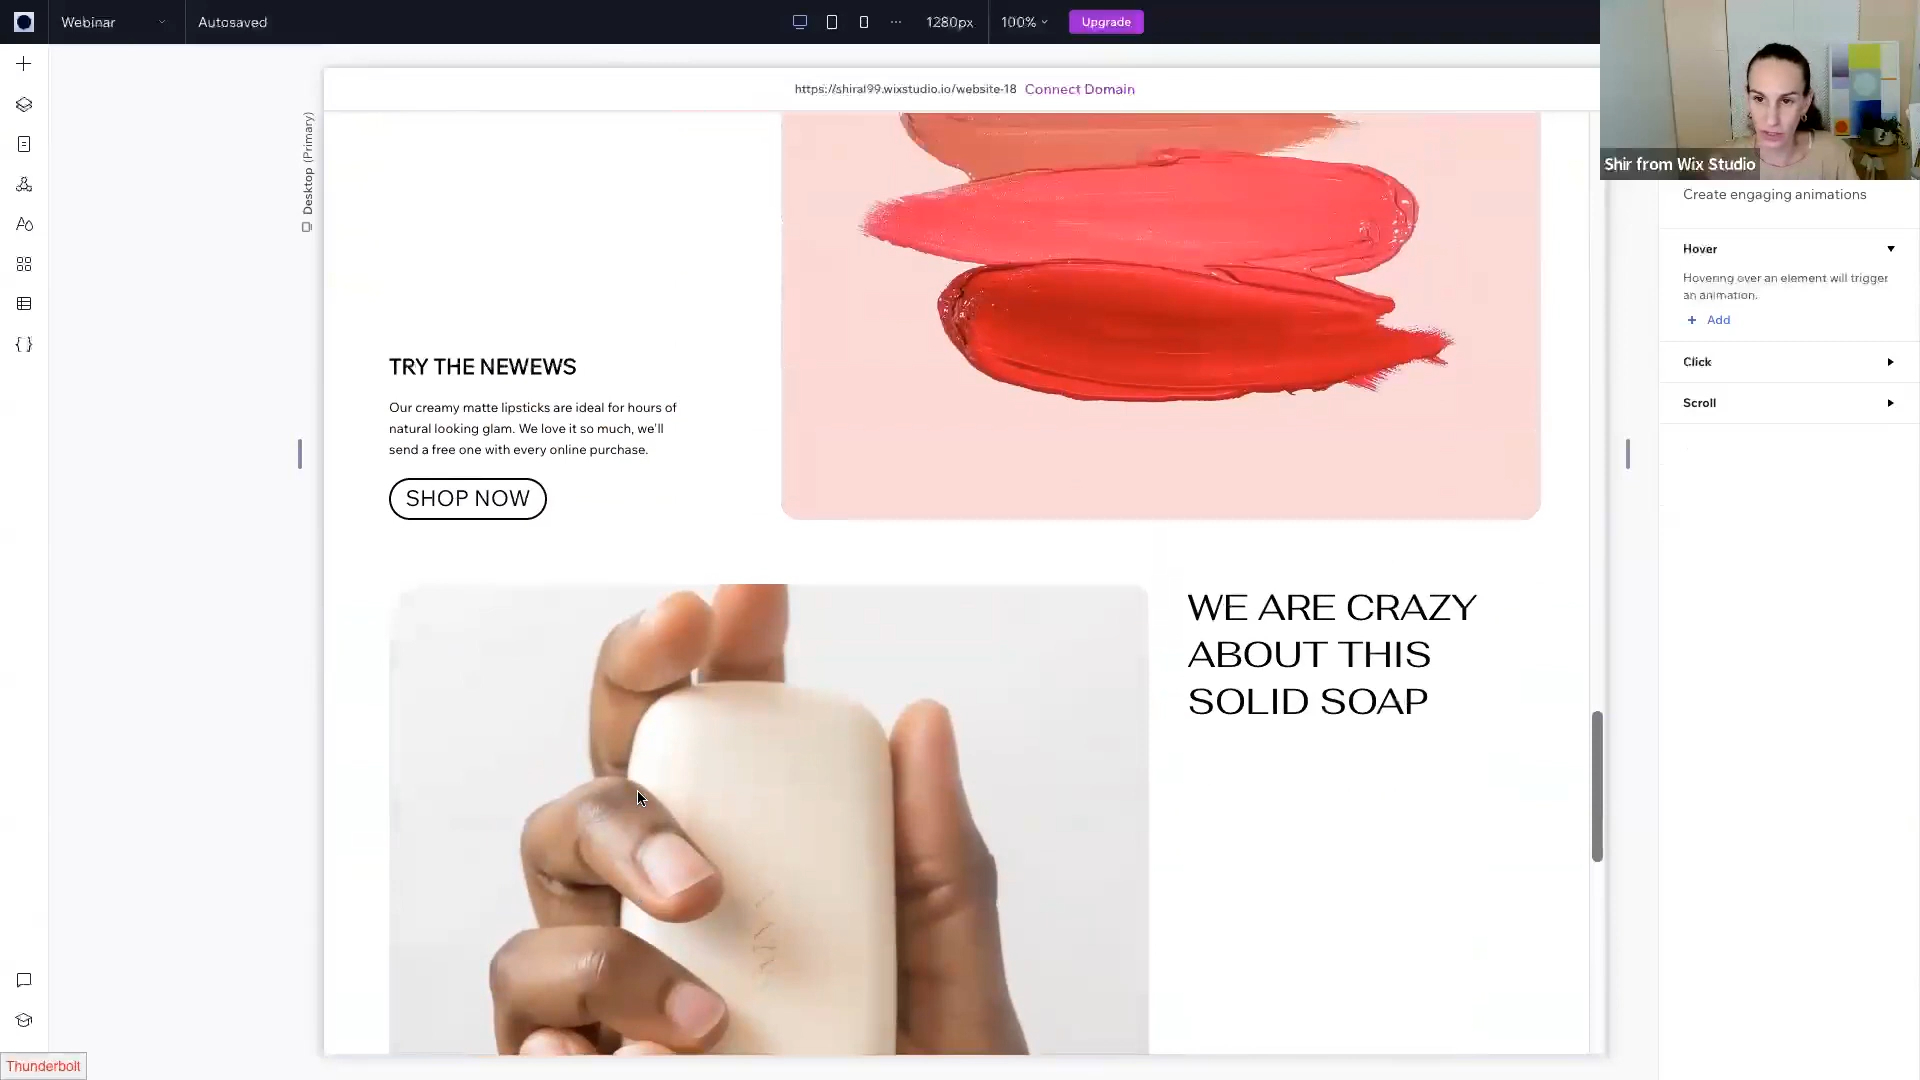 Webinar
Autosaved
1280px
100%
Upgrade
https://shiral99.wixstudio.io/website-18 Connect Domain
Desktop (Primary)
Shir from Wix Studio
Create engaging animations
Hover
Hovering over an element will trigger
an animation.
+ Add
Click
Scroll
TRY THE NEWEWS
Our creamy matte lipsticks are ideal for hours of
natural looking glam. We love it so much, we'll
send a free one with every online purchase.
SHOP NOW
WE ARE CRAZY
ABOUT THIS
SOLID SOAP
Thunderbolt